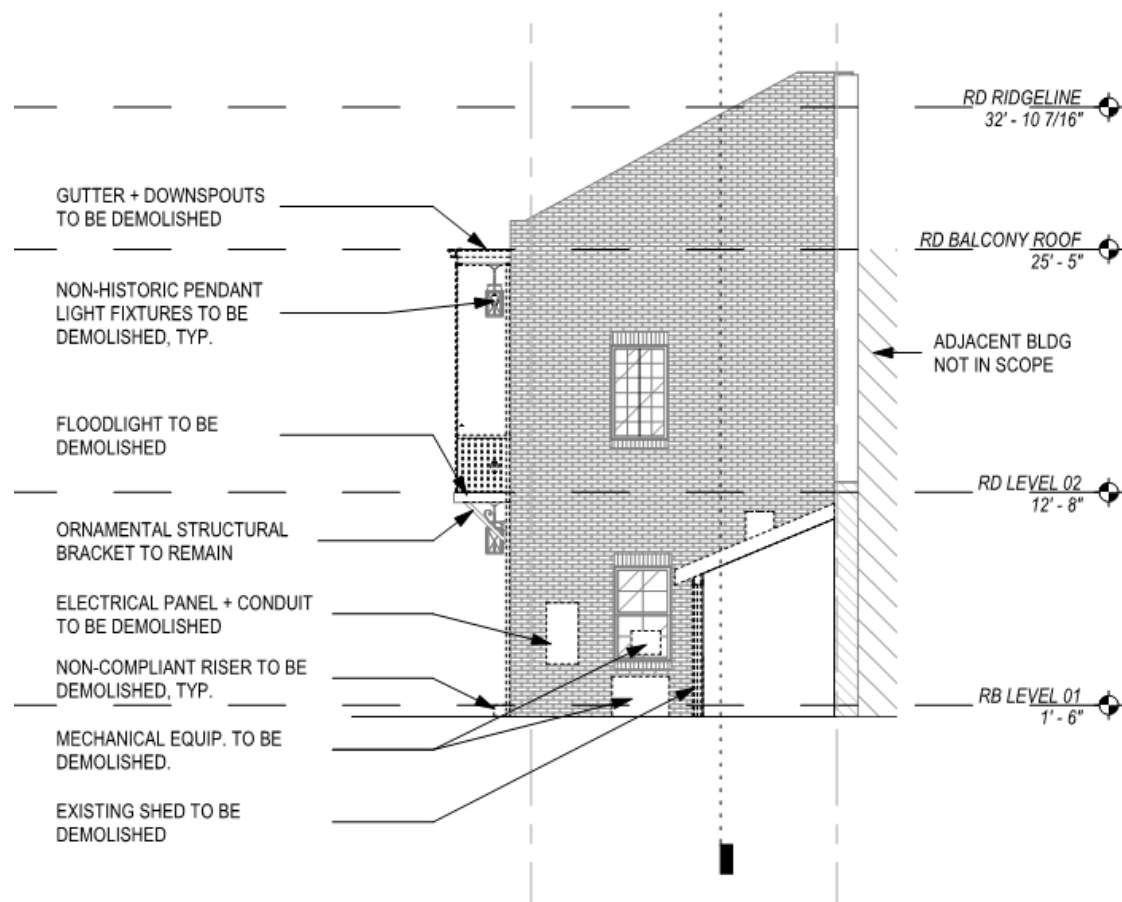 RD RIDGELINE
32' - 10 7/16"
GUTTER + DOWNSPOUTS
TO BE DEMOLISHED
RD BALCONY ROOF
25' - 5"
NON-HISTORIC PENDANT
LIGHT FIXTURES TO BE
DEMOLISHED, TYP.
ADJACENT BLDG
NOT IN SCOPE
FLOODLIGHT TO BE
DEMOLISHED
RD LEVEL 02
12' - 8"
ORNAMENTAL STRUCTURAL
BRACKET TO REMAIN
ELECTRICAL PANEL + CONDUIT
TO BE DEMOLISHED
NON-COMPLIANT RISER TO BE
DEMOLISHED, TYP.
RB LEVEL 01
1' - 6"
MECHANICAL EQUIP. TO BE
DEMOLISHED.
EXISTING SHED TO BE
DEMOLISHED